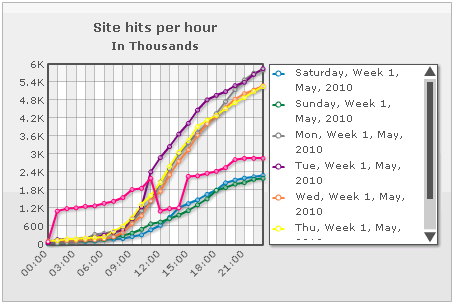 Site hits per hour
In Thousands
6K
5.4K
4.8K
4.2K
3.6K
3K
2.4K
1.8K
1.2K
600
0
00:00
03:00
06:00
09:00
12:00
15:00
18:00
21:00
Saturday, Week 1,
May, 2010
Sunday, Week 1,
May, 2010
Mon, Week 1, May,
2010
Tue, Week 1, May,
2010
Wed, Week 1, May,
2010
Thu, Week 1, May,
2010